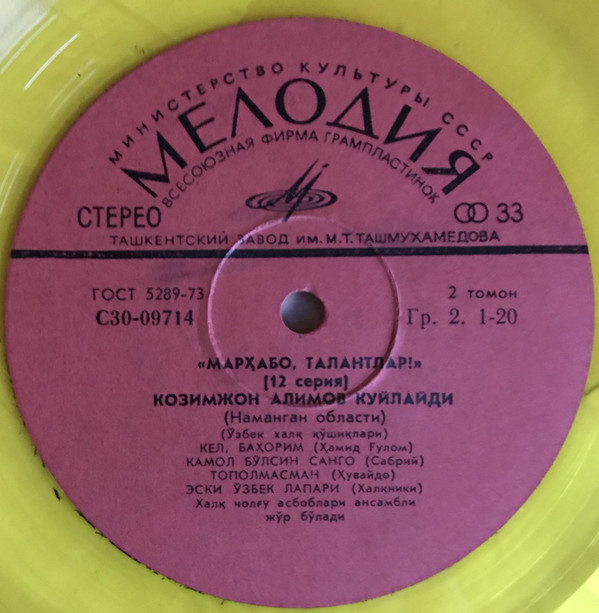 МИНИСТЕРСТВО КУЛЬТУРЫ СССР
МЕЛОДИЯ
ВСЕСОЮЗНАЯ ФИРМА ГРАМПЛАСТИНОК
СТЕРЕО 33
ТАШКЕНТСКИЙ ЗАВОД ИМ. М.Т. ТАШМУХАМЕДОВА
ГОСТ 5289-73 2 томон
С30-09714 Гр. 2. 1-20
«МАРҲАБО, ТАЛАНТЛАР!»
[12 серия]
КОЗИМЖОН АЛИМОВ КУЙЛАЙДИ
(Наманган области)
(Ўзбек халқ қўшиқлари)
КЕЛ, БАҲОРИМ (Ҳамид Ғулом)
КАМОЛ БЎЛСИН САНГО (Сабрий)
ТОПОЛМАСМАН (Ҳувайдо)
ЭСКИ ЎЗБЕК ЛАПАРИ (Халқники)
Халқ чолғу асбоблари ансамбли
жўр бўлади